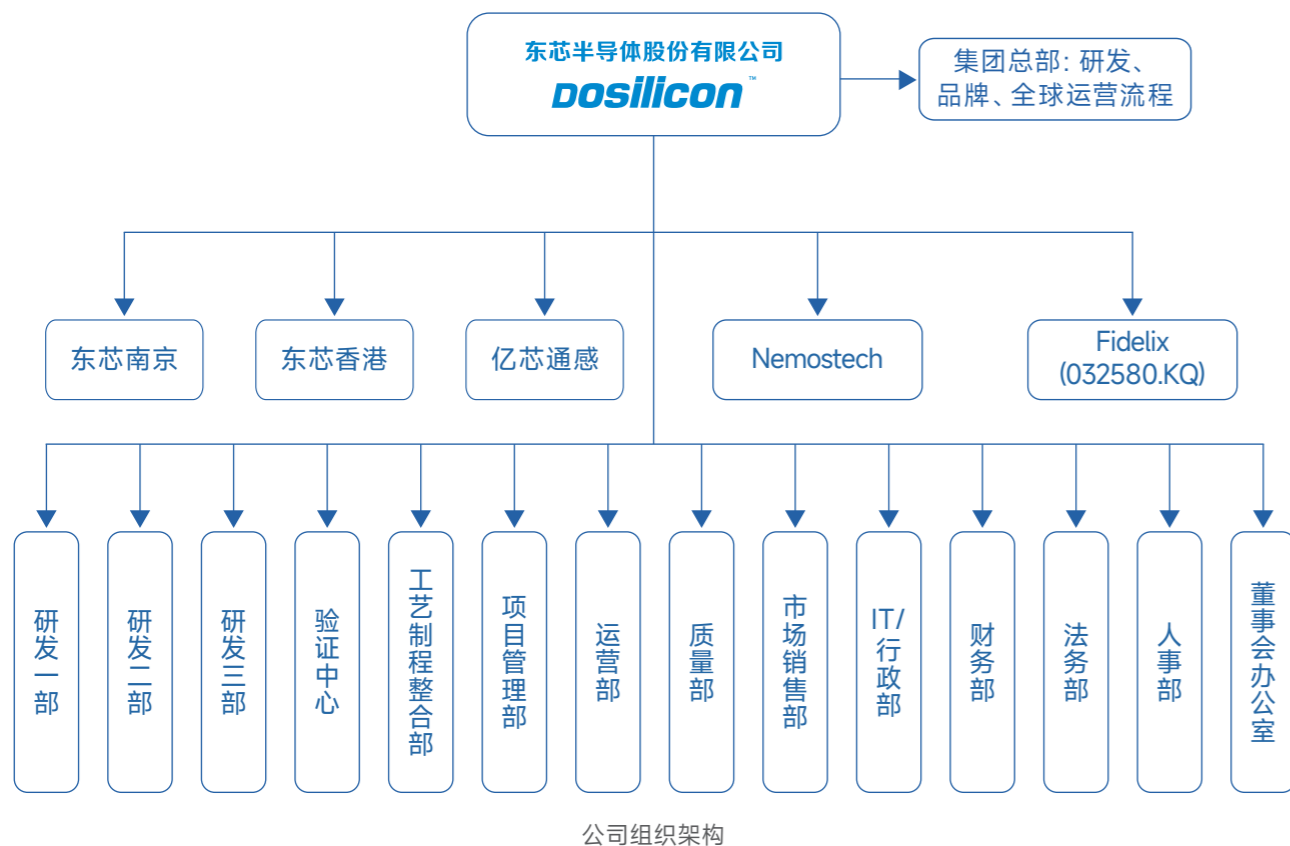 东芯半导体股份有限公司
Dosilicon™
集团总部：研发、
品牌、全球运营流程
东芯南京
东芯香港
亿芯通感
Nemostech
Fidelix
(032580.KQ)
研发一部
研发二部
研发三部
验证中心
工艺制程整合部
项目管理部
运营部
质量部
市场销售部
IT/行政部
财务部
法务部
人事部
董事会办公室
公司组织架构